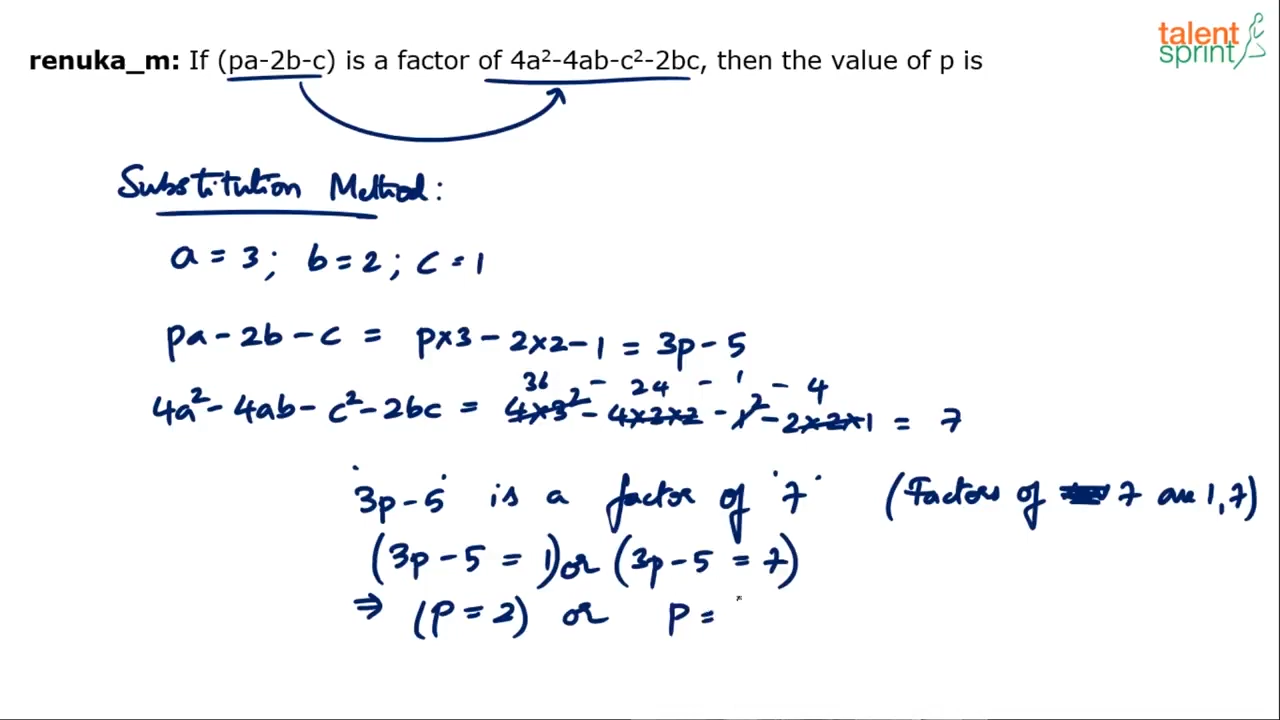 talent
sprint
renuka_m: If (pa-2b-c) is a factor of 4a²-4ab-c²-2bc, then the value of p is
Substitution Method:
a = 3; b = 2; c = 1
pa - 2b - c = p×3 - 2×2 - 1 = 3p - 5
36 - 24 - 1 - 4
4a² - 4ab - c² - 2bc = 4×3² - 4×3×2 - 1² - 2×2×1 = 7
'3p-5' is a factor of '7' (Factors of 7 are 1,7)
(3p - 5 = 1) or (3p - 5 = 7)
⇒ (P = 2) or P =